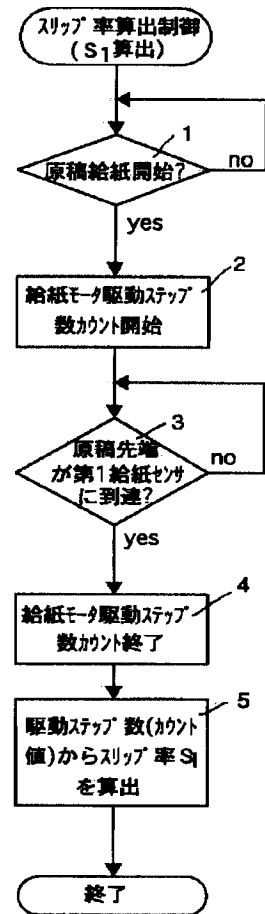 スリップ率算出制御
(S1算出)
1
原稿給紙開始?
no
yes
2
給紙モータ駆動ステップ
数カウント開始
3
原稿先端
が第1給紙センサ
に到達?
no
yes
4
給紙モータ駆動ステップ
数カウント終了
5
駆動ステップ数(カウント
値)からスリップ率S1
を算出
終了